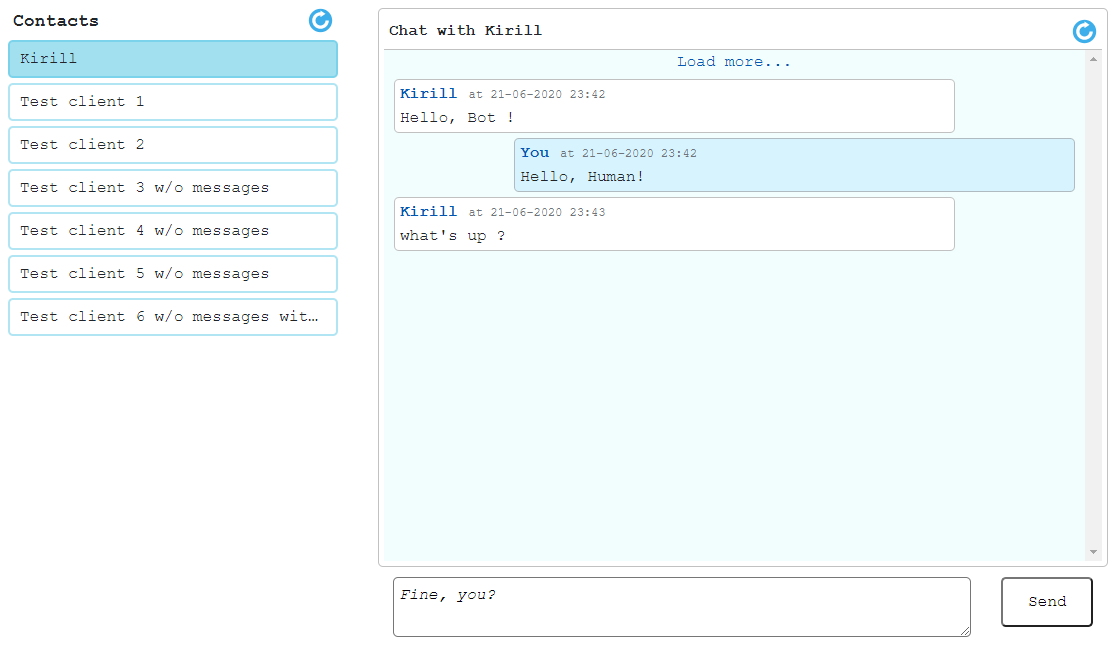 Contacts
Kirill
Test client 1
Test client 2
Test client 3 w/o messages
Test client 4 w/o messages
Test client 5 w/o messages
Test client 6 w/o messages wit…
Chat with Kirill
Load more...
Kirill at 21-06-2020 23:42
Hello, Bot !
You at 21-06-2020 23:42
Hello, Human!
Kirill at 21-06-2020 23:43
what's up ?
Fine, you?
Send